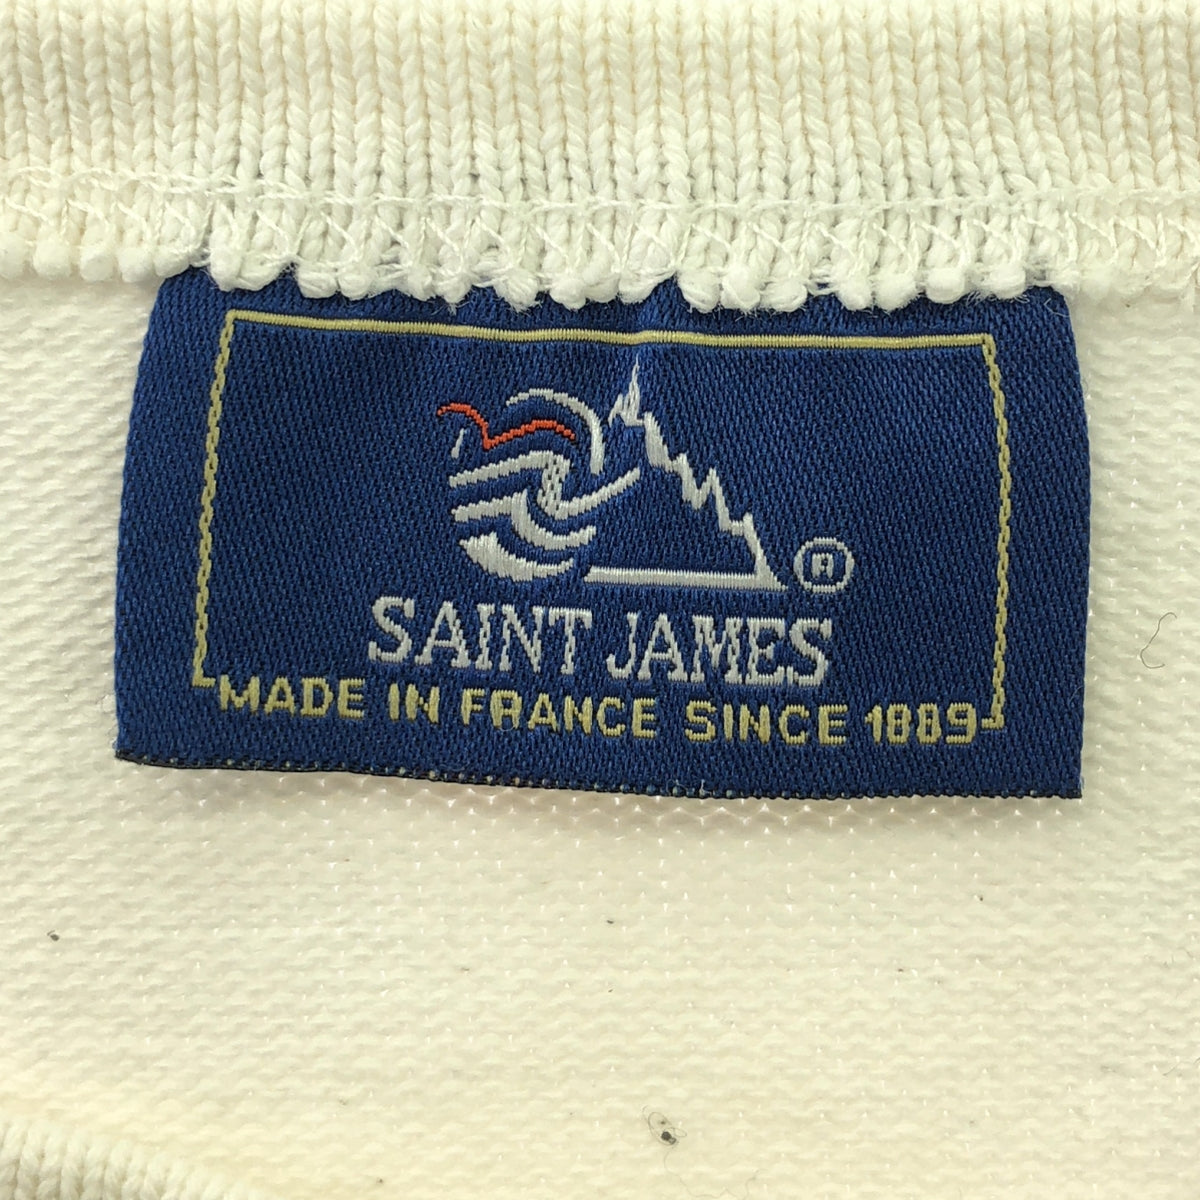 ®
SAINT JAMES
MADE IN FRANCE SINCE 1889